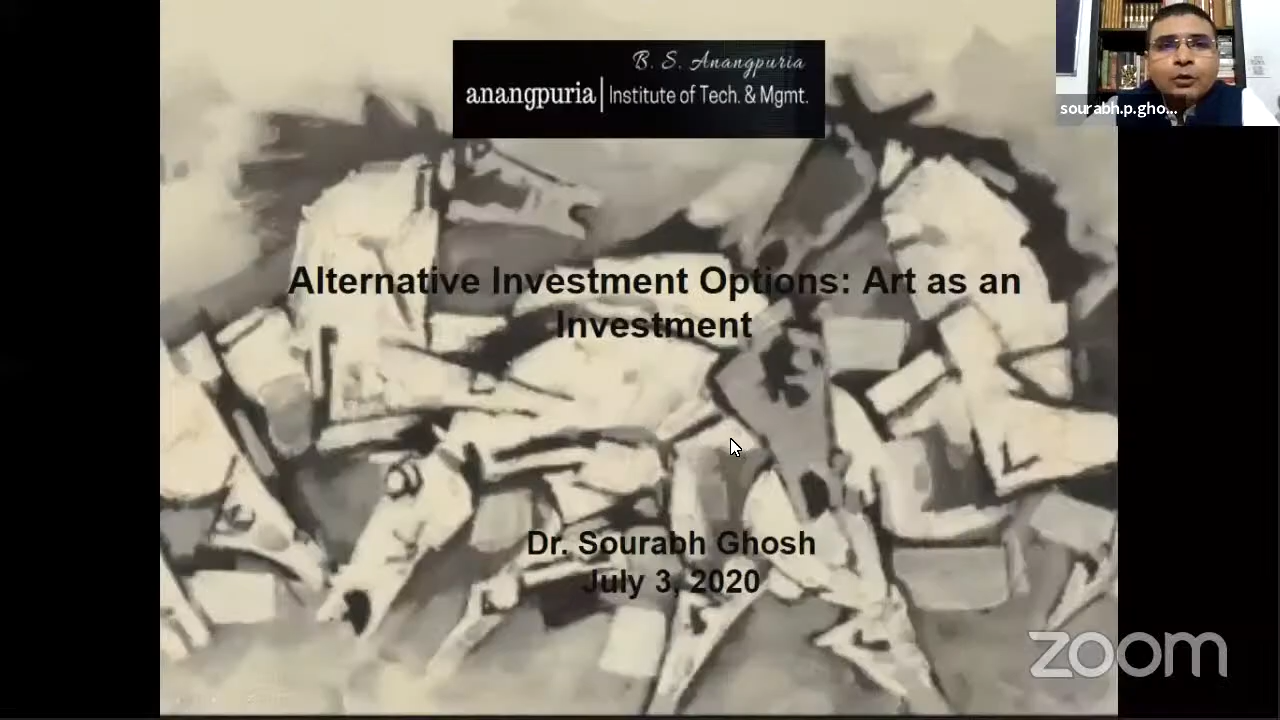 B. S. Anangpuria
anangpuria | Institute of Tech. & Mgmt.
sourabh.p.gho...
Alternative Investment Options: Art as an
Investment
Dr. Sourabh Ghosh
July 3, 2020
zoom